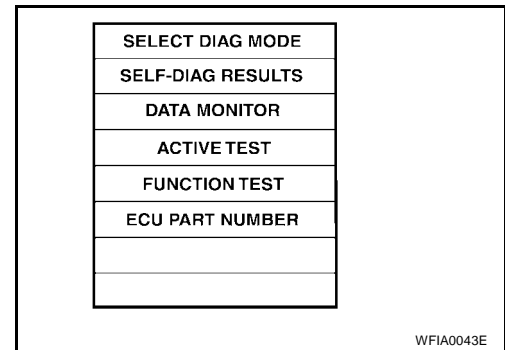 SELECT DIAG MODE
SELF-DIAG RESULTS
DATA MONITOR
ACTIVE TEST
FUNCTION TEST
ECU PART NUMBER
WFIA0043E